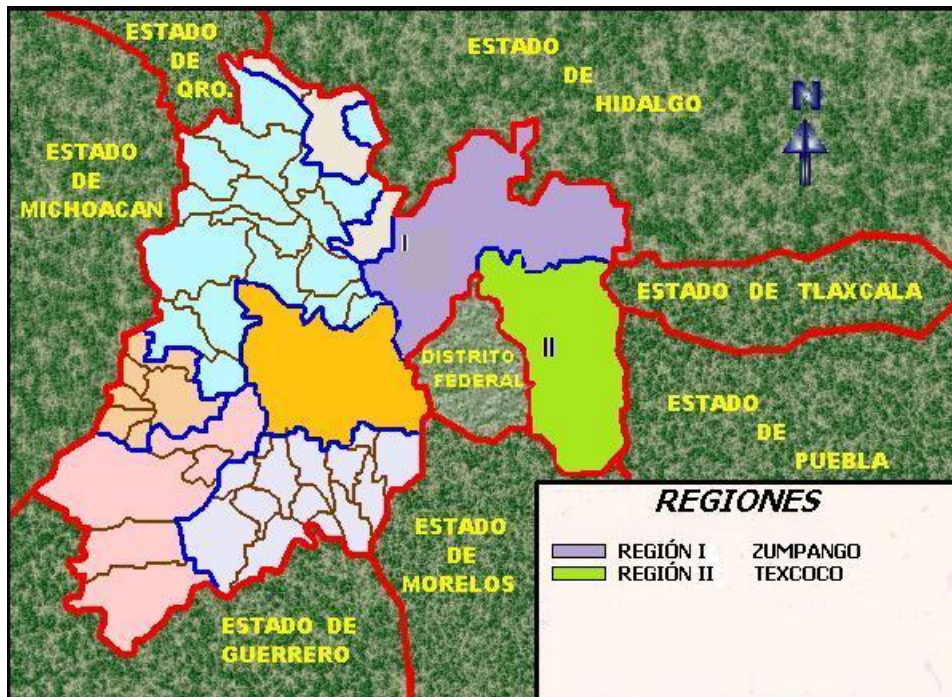 ESTADO
DE
QRO.
ESTADO
DE
HIDALGO
N
ESTADO
DE
MICHOACAN
I
ESTADO DE TLAXCALA
DISTRITO
FEDERAL
II
ESTADO
DE
PUEBLA
ESTADO
DE
MORELOS
ESTADO DE
GUERRERO
REGIONES
REGIÓN I ZUMPANGO
REGIÓN II TEXCOCO